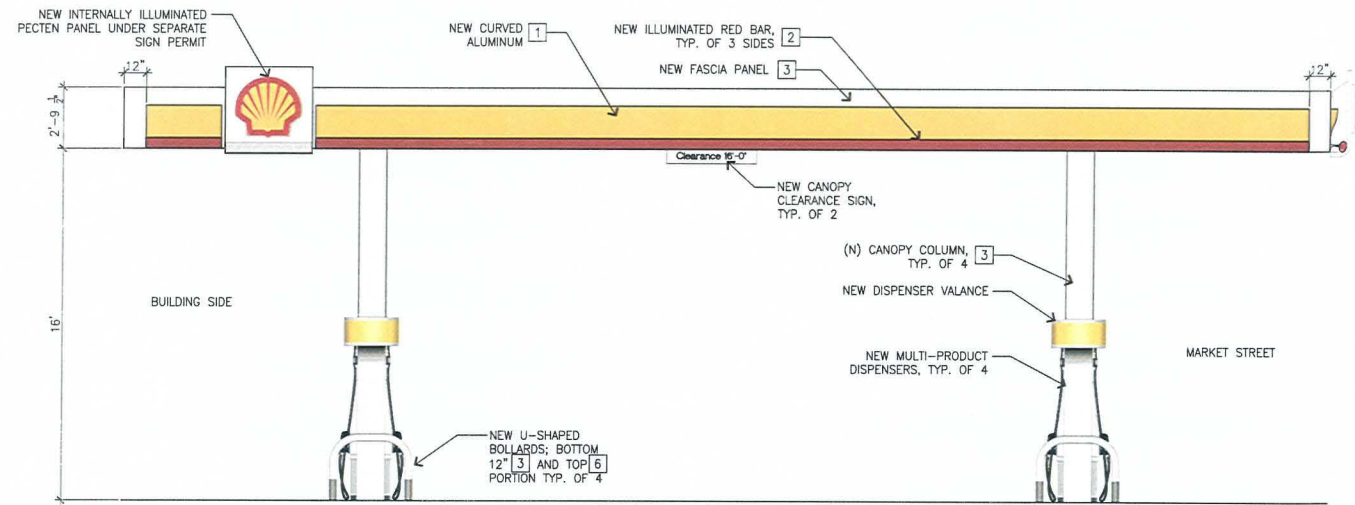 NEW INTERNALLY ILLUMINATED
PECTEN PANEL UNDER SEPARATE
SIGN PERMIT
NEW CURVED
ALUMINUM 1
NEW ILLUMINATED RED BAR,
TYP. OF 3 SIDES 2
NEW FASCIA PANEL 3
12"
12"
2'-9 1/2"
Clearance 16'-0"
NEW CANOPY
CLEARANCE SIGN,
TYP. OF 2
(N) CANOPY COLUMN,
TYP. OF 4 3
NEW DISPENSER VALANCE
BUILDING SIDE
16'
MARKET STREET
NEW MULTI-PRODUCT
DISPENSERS, TYP. OF 4
NEW U-SHAPED
BOLLARDS; BOTTOM
12" 3 AND TOP 6
PORTION TYP. OF 4